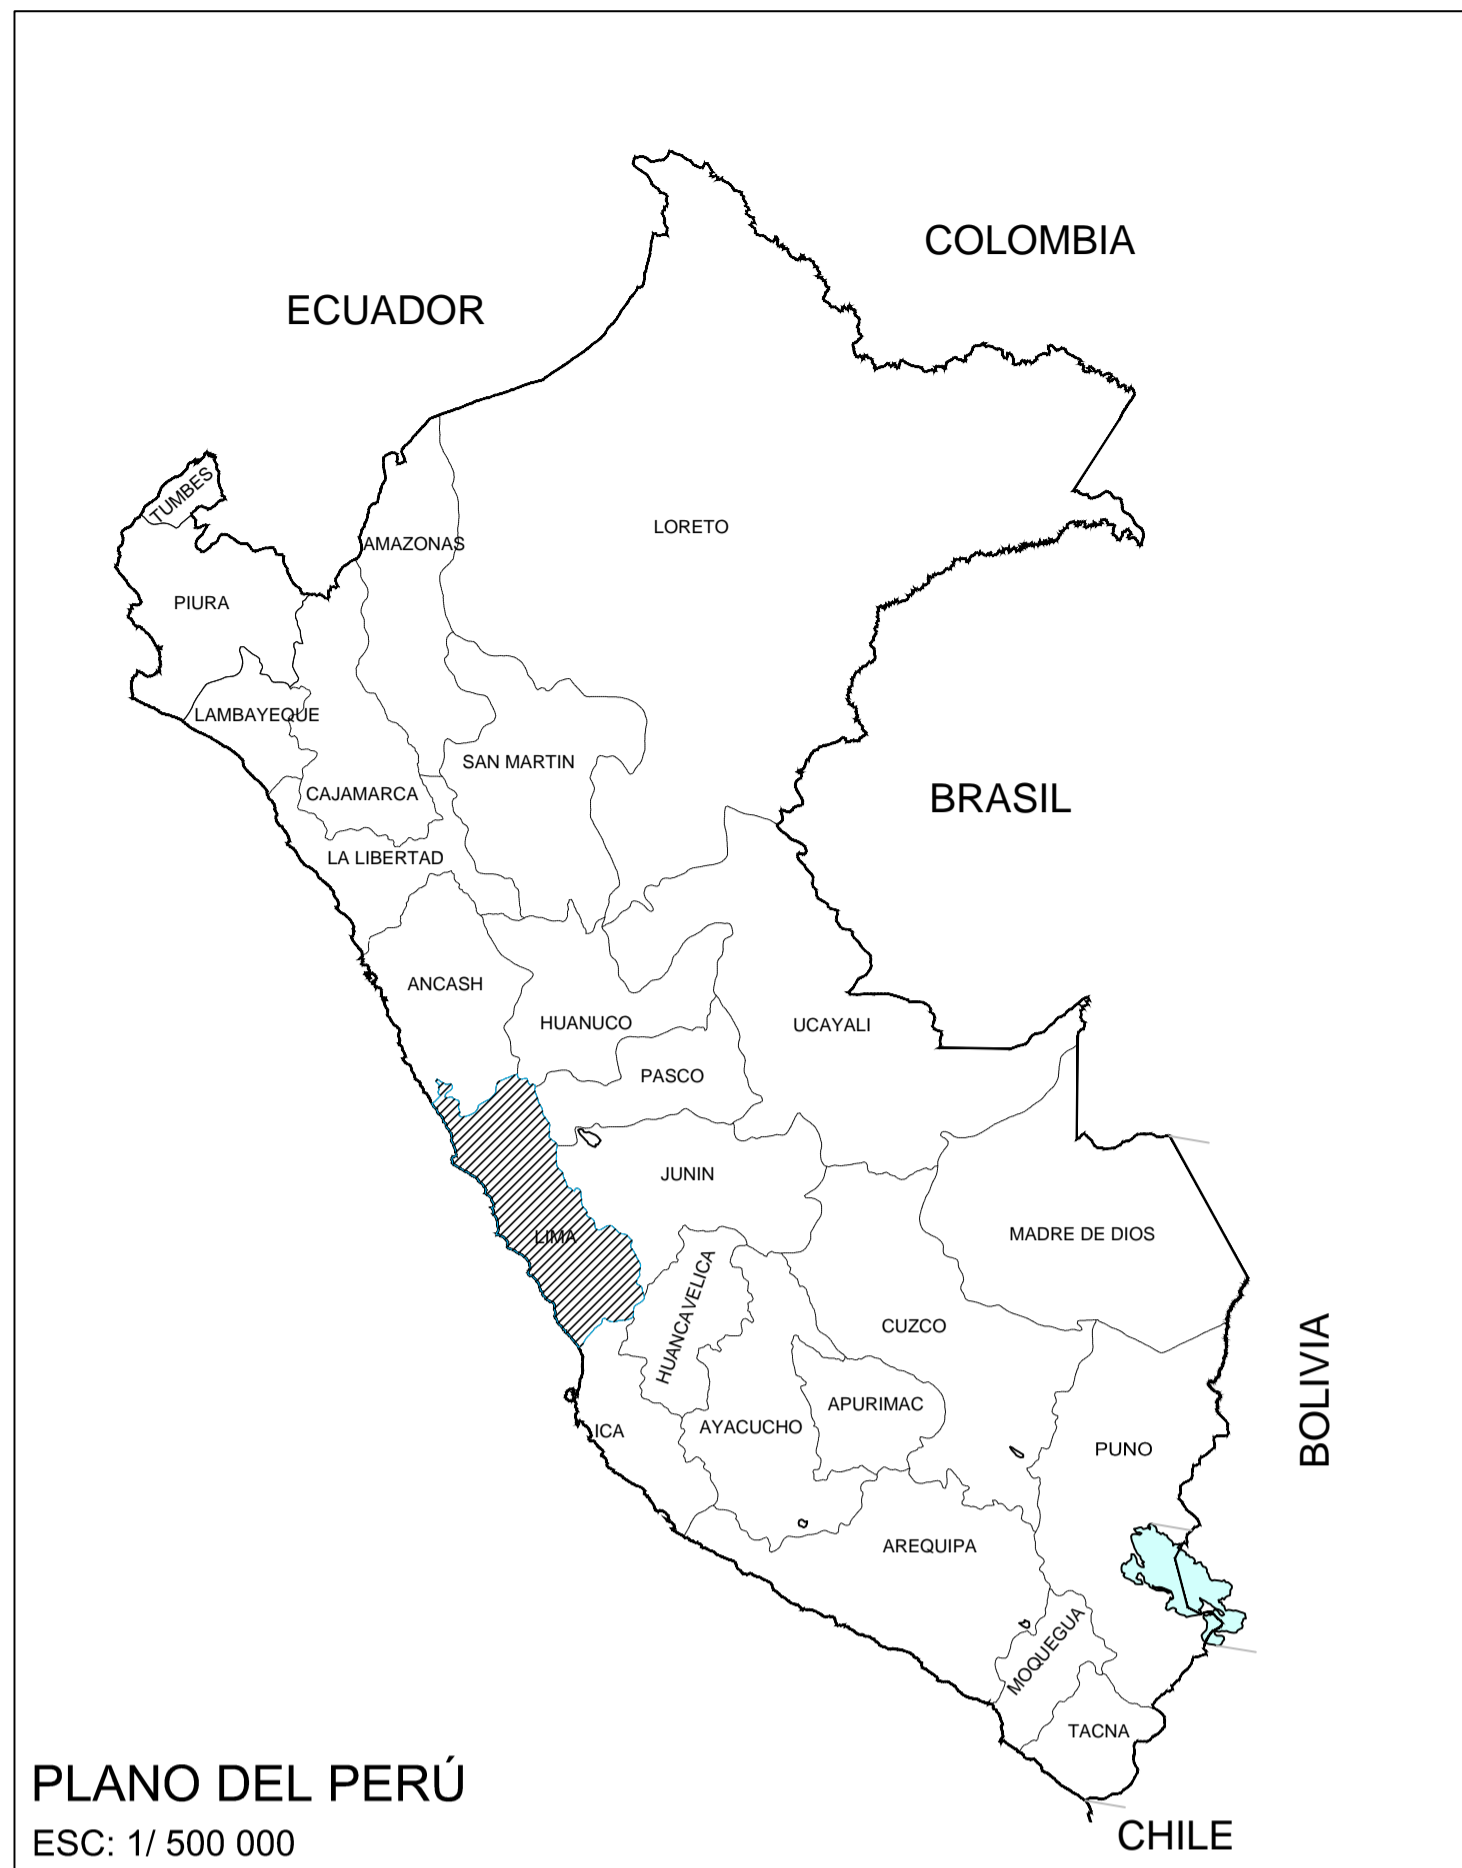 COLOMBIA
ECUADOR
TUMBES
LORETO
AMAZONAS
PIURA
LAMBAYEQUE
SAN MARTIN
CAJAMARCA
BRASIL
LA LIBERTAD
ANCASH
HUANUCO
UCAYALI
PASCO
JUNIN
LIMA
MADRE DE DIOS
HUANCAVELICA
CUZCO
BOLIVIA
APURIMAC
AYACUCHO
ICA
PUNO
AREQUIPA
MOQUEGUA
TACNA
PLANO DEL PERÚ
CHILE
ESC: 1/ 500 000